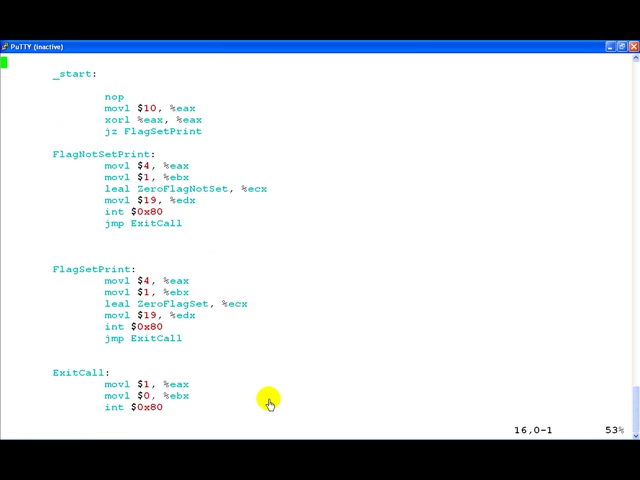 PuTTY (inactive)
_start:
nop
movl $10, %eax
xorl %eax, %eax
jz FlagSetPrint
FlagNotSetPrint:
movl $4, %eax
movl $1, %ebx
leal ZeroFlagNotSet, %ecx
movl $19, %edx
int $0x80
jmp ExitCall
FlagSetPrint:
movl $4, %eax
movl $1, %ebx
leal ZeroFlagSet, %ecx
movl $19, %edx
int $0x80
jmp ExitCall
ExitCall:
movl $1, %eax
movl $0, %ebx
int $0x80
16,0-1 53%